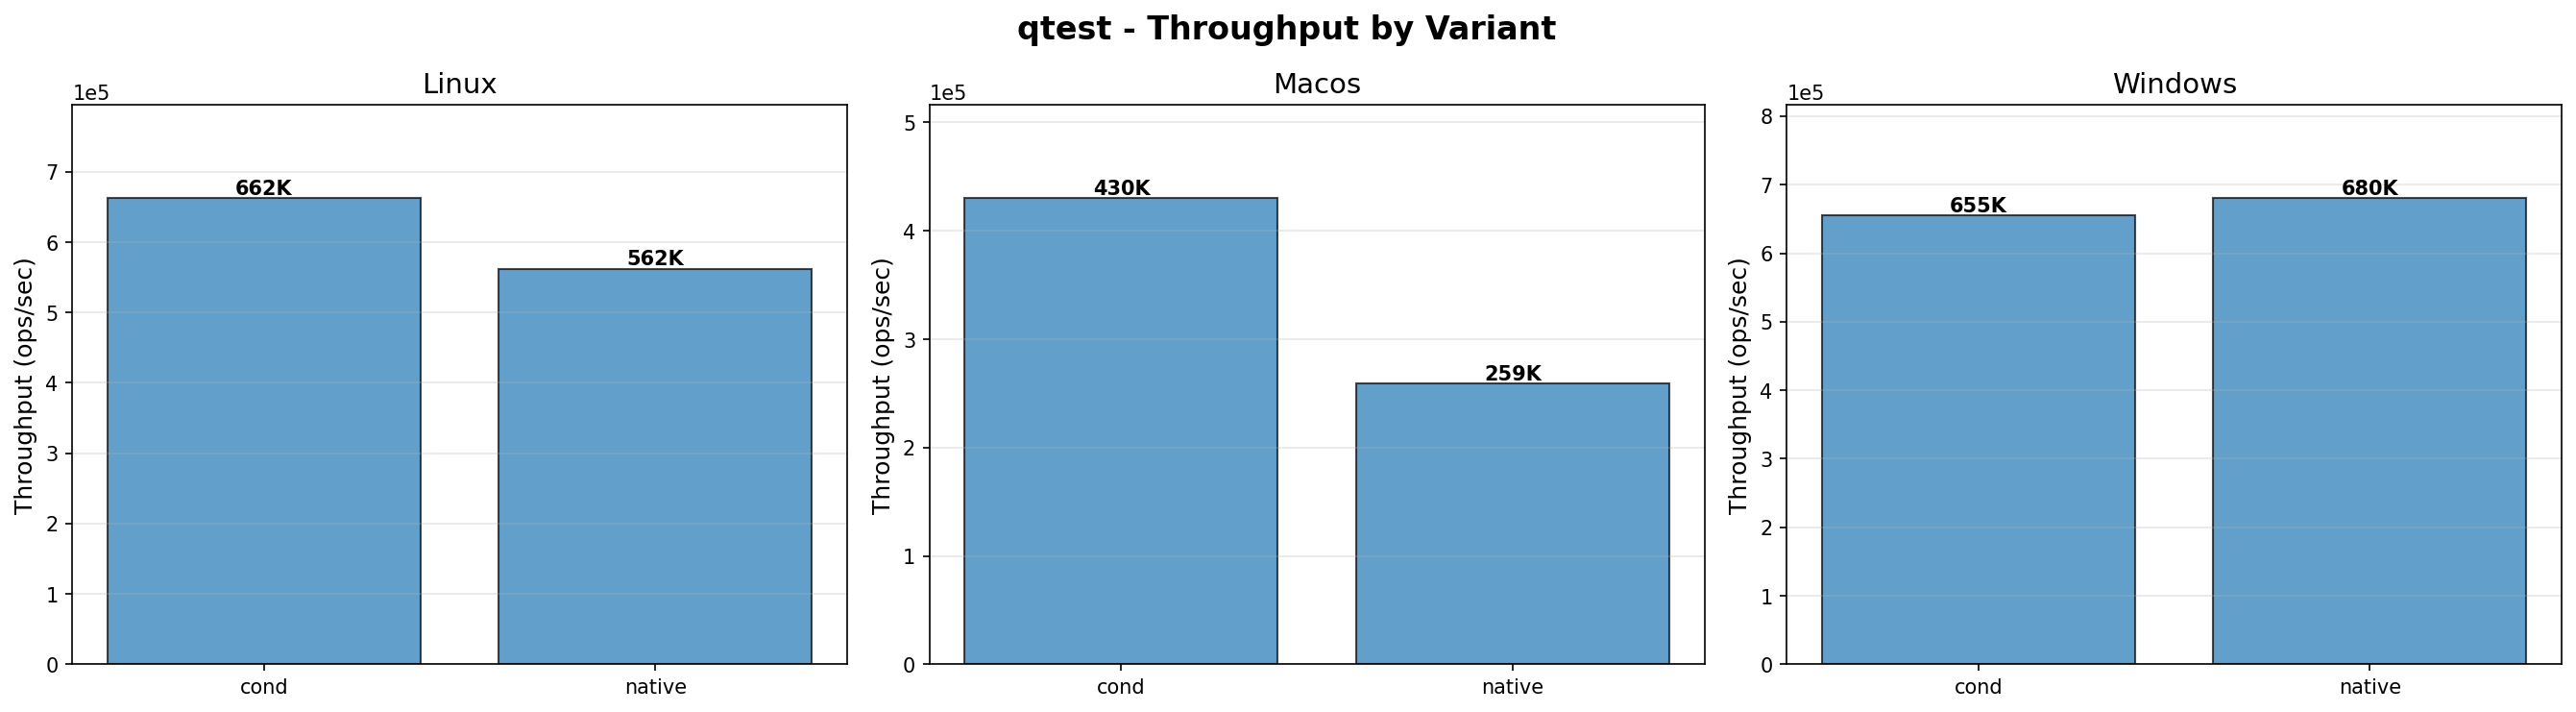 qtest - Throughput by Variant
Linux
1e5
Throughput (ops/sec)
7
6
5
4
3
2
1
0
662K
562K
cond
native
Macos
1e5
Throughput (ops/sec)
5
4
3
2
1
0
430K
259K
cond
native
Windows
1e5
Throughput (ops/sec)
8
7
6
5
4
3
2
1
0
655K
680K
cond
native